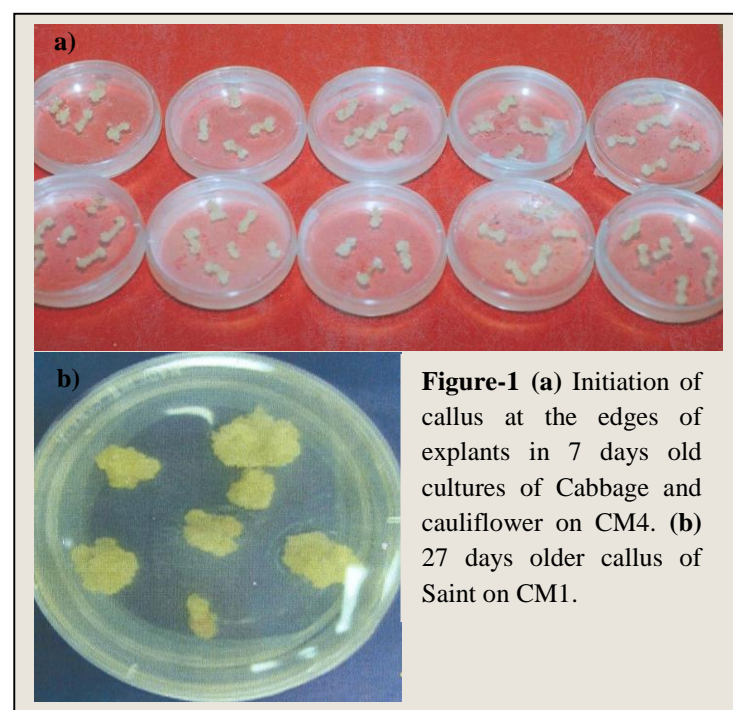 a)
b)
Figure-1 (a) Initiation of
callus at the edges of
explants in 7 days old
cultures of Cabbage and
cauliflower on CM4. (b)
27 days older callus of
Saint on CM1.